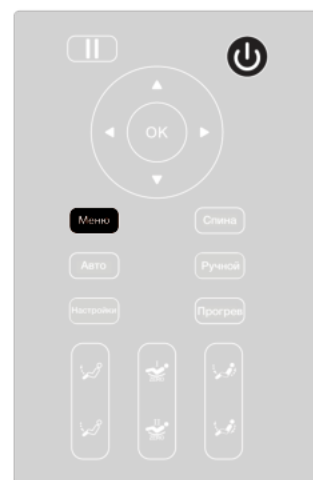 OK
Меню
Спина
Авто
Ручной
Настройки
Прогрев